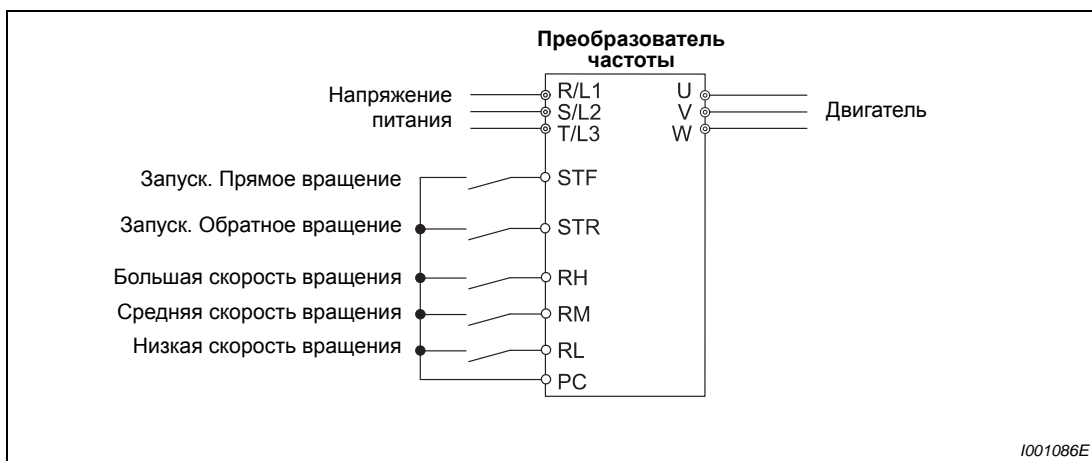 Преобразователь
частоты
Напряжение
питания
R/L1
S/L2
T/L3
U
V
W
Двигатель
Запуск. Прямое вращение
STF
Запуск. Обратное вращение
STR
Большая скорость вращения
RH
Средняя скорость вращения
RM
Низкая скорость вращения
RL
PC
I001086E